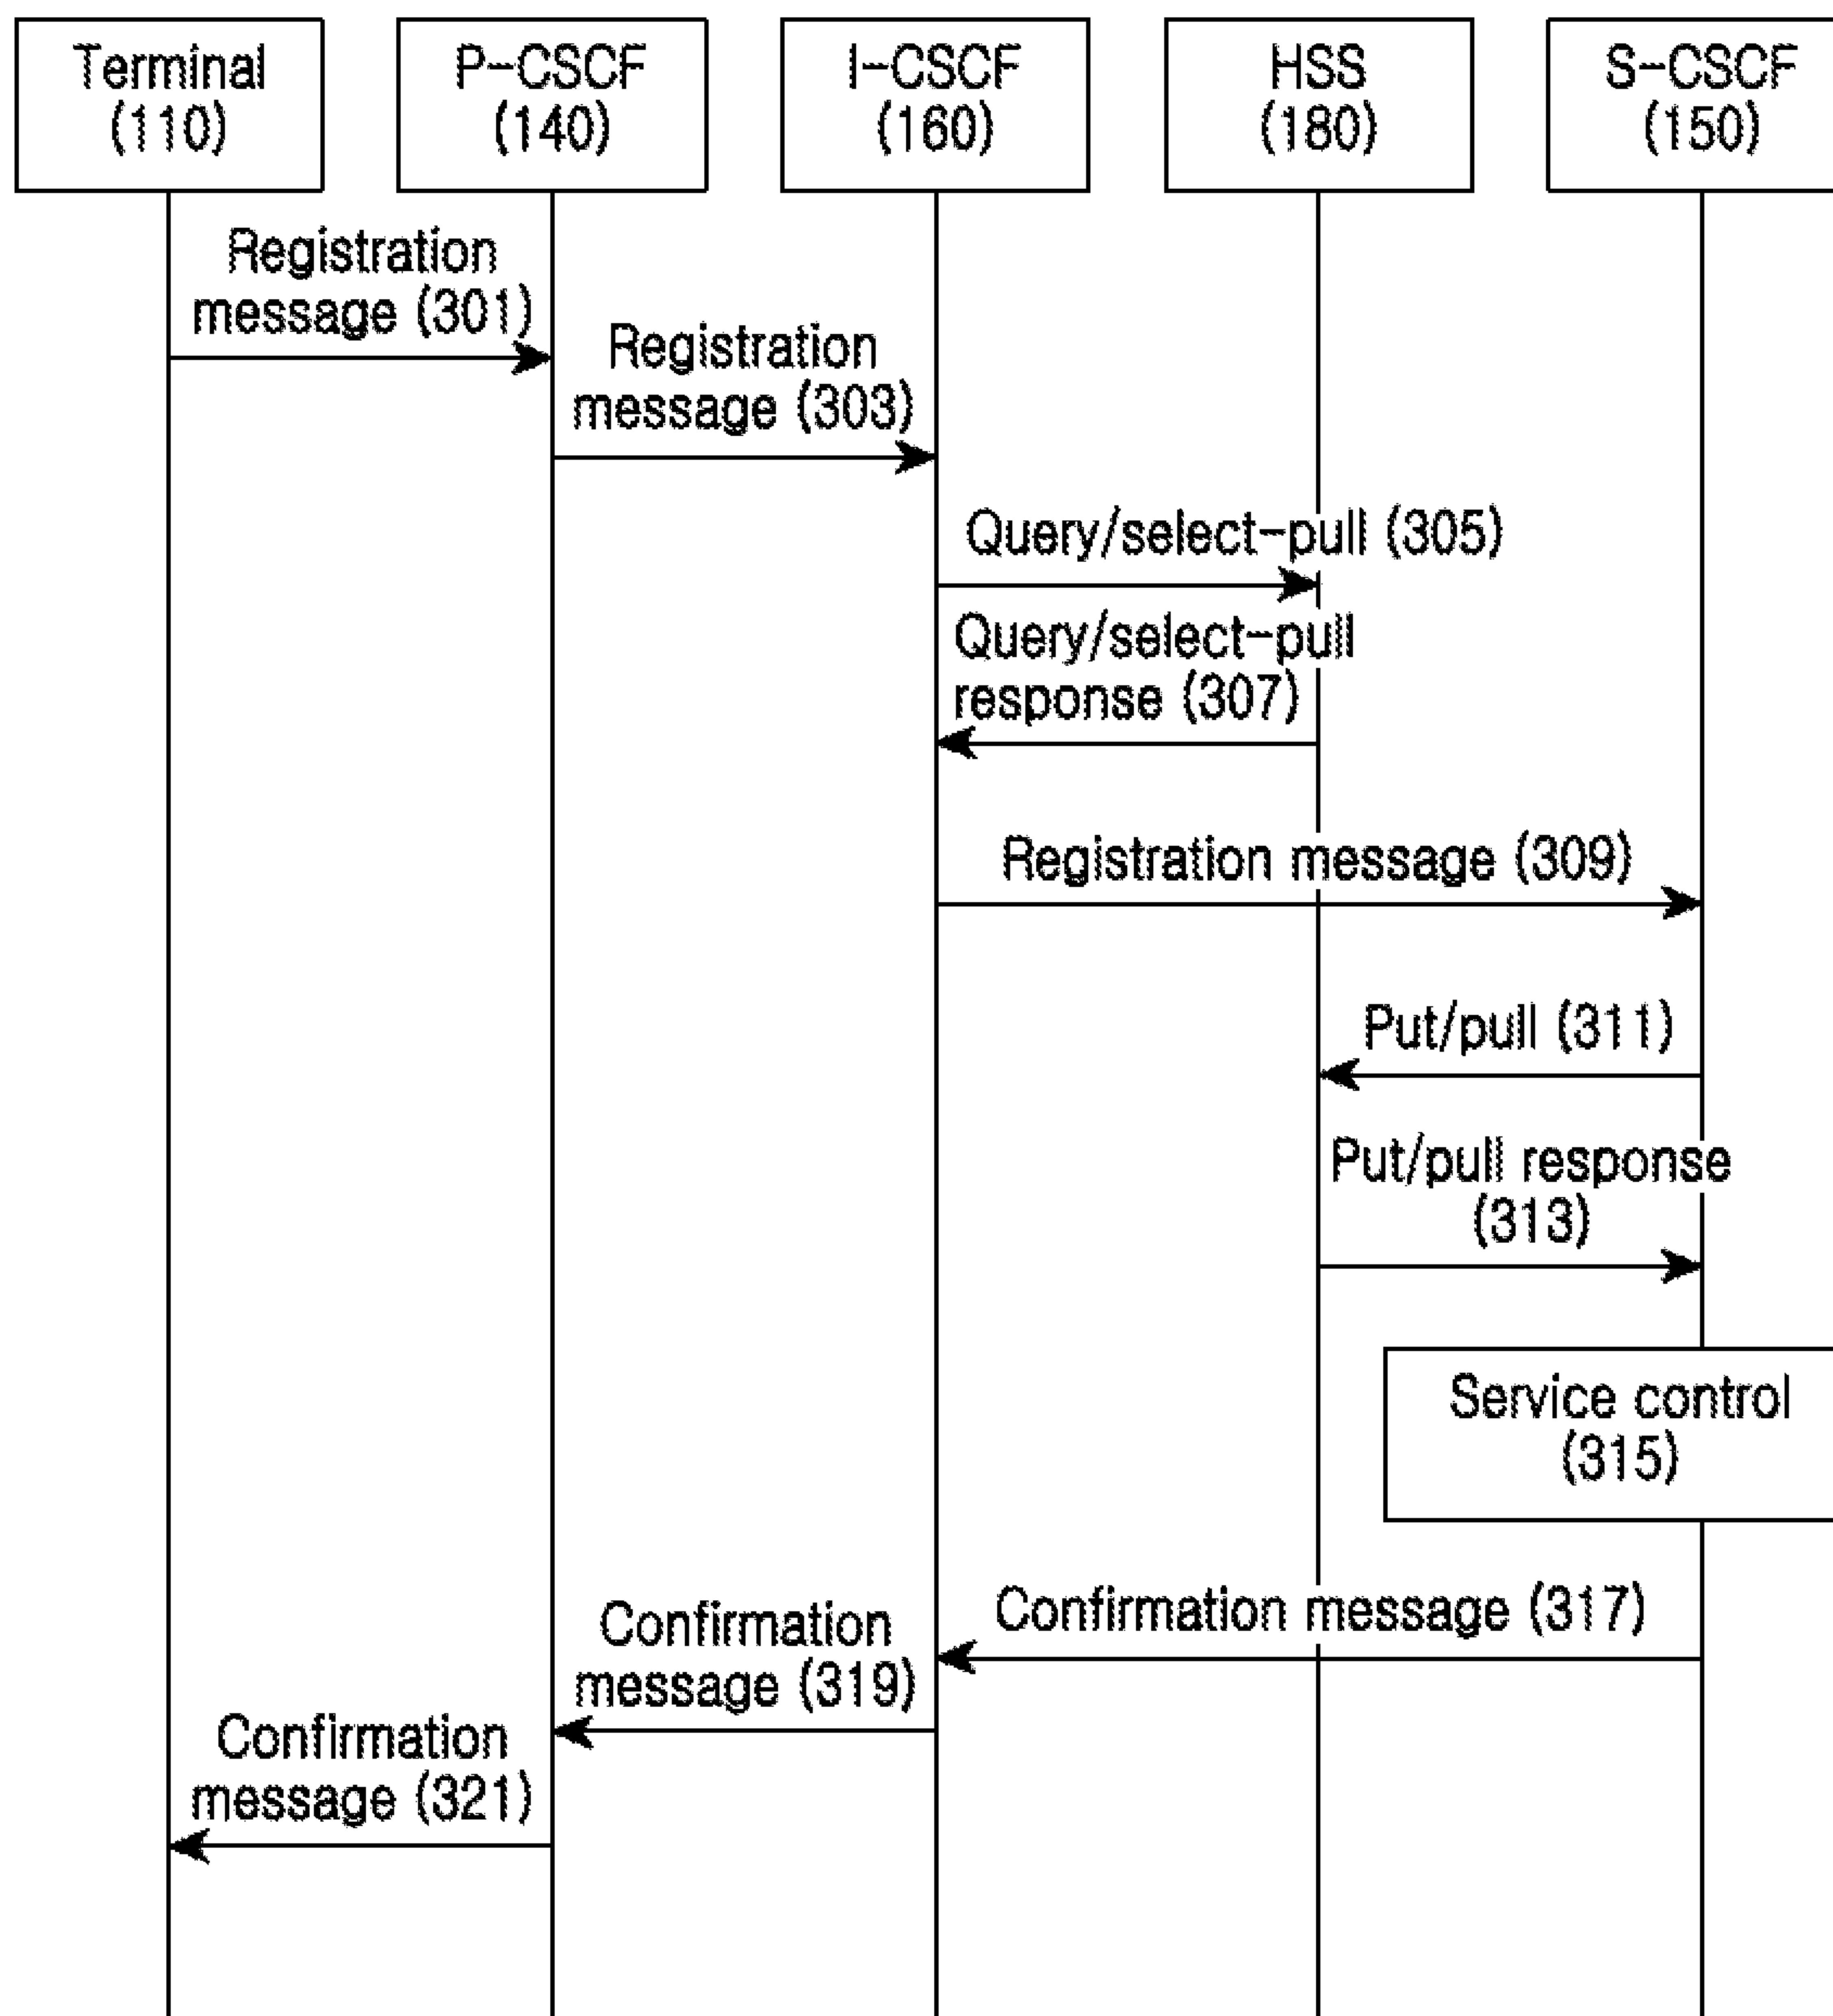 Terminal
(110)
P-CSCF
(140)
I-CSCF
(160)
HSS
(180)
S-CSCF
(150)
Registration
message (301)
Registration
message (303)
Query/select-pull (305)
Query/select-pull
response (307)
Registration message (309)
Put/pull (311)
Put/pull response
(313)
Service control
(315)
Confirmation message (317)
Confirmation
message (319)
Confirmation
message (321)